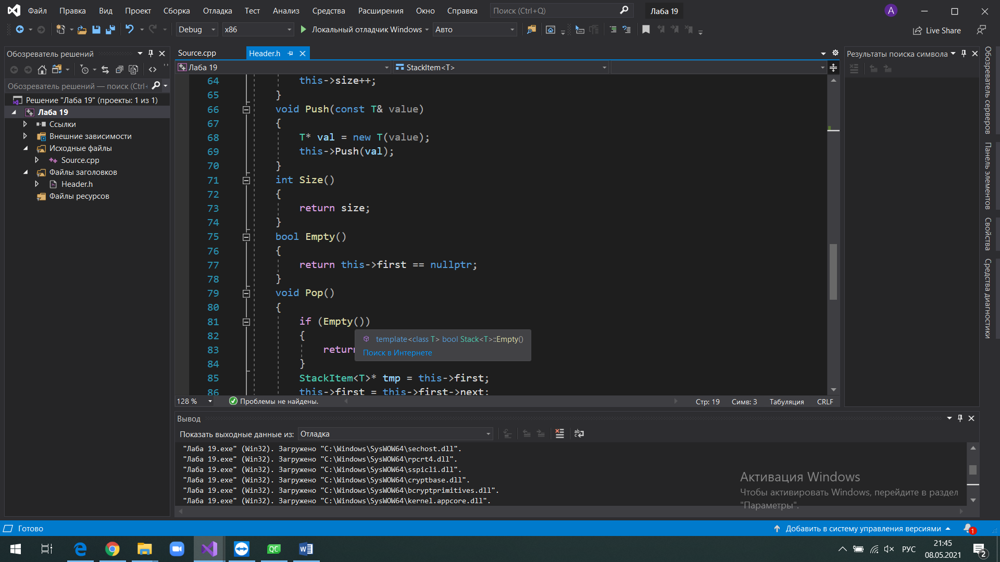 Файл Правка Вид Проект Сборка Отладка Тест Анализ Средства Расширения Окно Справка Поиск (Ctrl+Q) Лаба 19 A
Debug x86 Локальный отладчик Windows Авто Live Share
Обозреватель решений
Обозреватель решений — поиск (Ctrl+
Решение "Лаба 19" (проекты: 1 из 1)
Лаба 19
Ссылки
Внешние зависимости
Исходные файлы
Source.cpp
Файлы заголовков
Header.h
Файлы ресурсов
Source.cpp Header.h
Лаба 19 StackItem<T>
64 this->size++;
65 }
66 void Push(const T& value)
67 {
68 T* val = new T(value);
69 this->Push(val);
70 }
71 int Size()
72 {
73 return size;
74 }
75 bool Empty()
76 {
77 return this->first == nullptr;
78 }
79 void Pop()
80 {
81 if (Empty())
82 {
83 return
84 }
85 StackItem<T>* tmp = this->first;
86 this->first = this->first->next;
template<class T> bool Stack<T>::Empty()
Поиск в Интернете
128 % Проблемы не найдены. Стр: 19 Симв: 3 Табуляция CRLF
Результаты поиска символа
Обозреватель серверов
Панель элементов
Свойства
Средства диагностики
Вывод
Показать выходные данные из: Отладка
"Лаба 19.exe" (Win32). Загружено "C:\Windows\SysWOW64\sechost.dll".
"Лаба 19.exe" (Win32). Загружено "C:\Windows\SysWOW64\rpcrt4.dll".
"Лаба 19.exe" (Win32). Загружено "C:\Windows\SysWOW64\sspicli.dll".
"Лаба 19.exe" (Win32). Загружено "C:\Windows\SysWOW64\cryptbase.dll".
"Лаба 19.exe" (Win32). Загружено "C:\Windows\SysWOW64\bcryptprimitives.dll".
"Лаба 19.exe" (Win32). Загружено "C:\Windows\SysWOW64\kernel.appcore.dll".
Активация Windows
Чтобы активировать Windows, перейдите в раздел
"Параметры".
Готово Добавить в систему управления версиями 1
QC РУС 21:45
08.05.2021 2